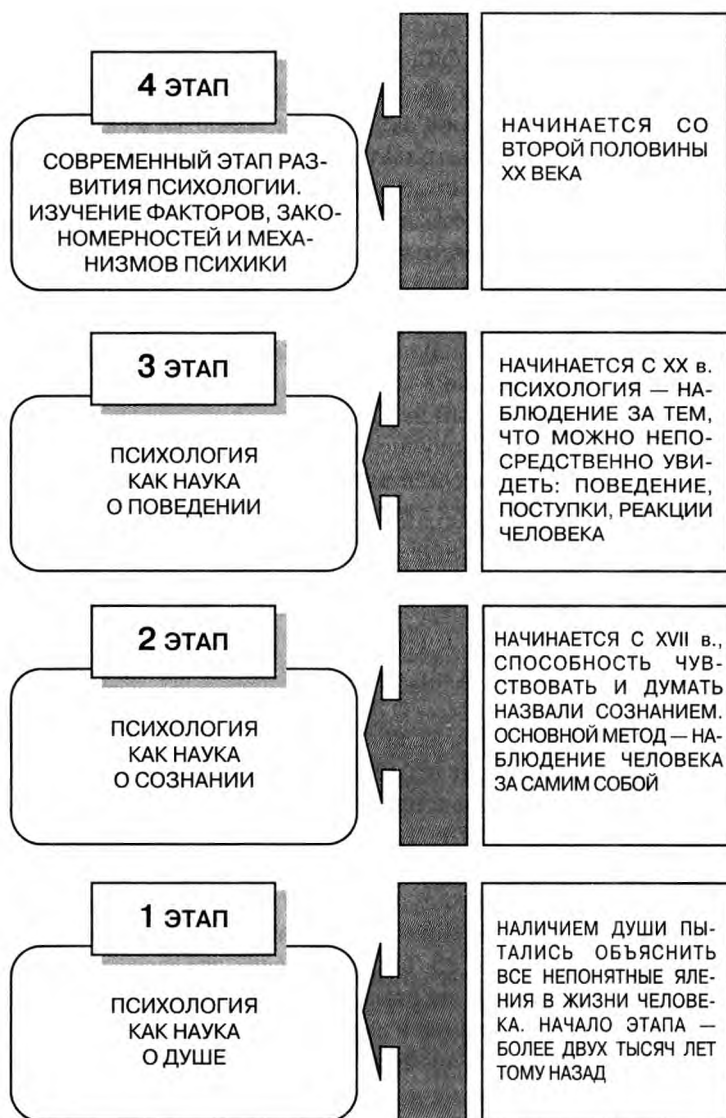 4 ЭТАП
СОВРЕМЕННЫЙ ЭТАП РАЗ-
ВИТИЯ ПСИХОЛОГИИ.
ИЗУЧЕНИЕ ФАКТОРОВ, ЗАКО-
НОМЕРНОСТЕЙ И МЕХА-
НИЗМОВ ПСИХИКИ
НАЧИНАЕТСЯ СО
ВТОРОЙ ПОЛОВИНЫ
XX ВЕКА
3 ЭТАП
ПСИХОЛОГИЯ
КАК НАУКА
О ПОВЕДЕНИИ
НАЧИНАЕТСЯ С XX в.
ПСИХОЛОГИЯ — НА-
БЛЮДЕНИЕ ЗА ТЕМ,
ЧТО МОЖНО НЕПО-
СРЕДСТВЕННО УВИ-
ДЕТЬ: ПОВЕДЕНИЕ,
ПОСТУПКИ, РЕАКЦИИ
ЧЕЛОВЕКА
2 ЭТАП
ПСИХОЛОГИЯ
КАК НАУКА
О СОЗНАНИИ
НАЧИНАЕТСЯ С XVII в.,
СПОСОБНОСТЬ ЧУВ-
СТВОВАТЬ И ДУМАТЬ
НАЗВАЛИ СОЗНАНИЕМ.
ОСНОВНОЙ МЕТОД — НА-
БЛЮДЕНИЕ ЧЕЛОВЕКА
ЗА САМИМ СОБОЙ
1 ЭТАП
ПСИХОЛОГИЯ
КАК НАУКА
О ДУШЕ
НАЛИЧИЕМ ДУШИ ПЫ-
ТАЛИСЬ ОБЪЯСНИТЬ
ВСЕ НЕПОНЯТНЫЕ ЯЛЕ-
НИЯ В ЖИЗНИ ЧЕЛОВЕ-
КА. НАЧАЛО ЭТАПА —
БОЛЕЕ ДВУХ ТЫСЯЧ ЛЕТ
ТОМУ НАЗАД